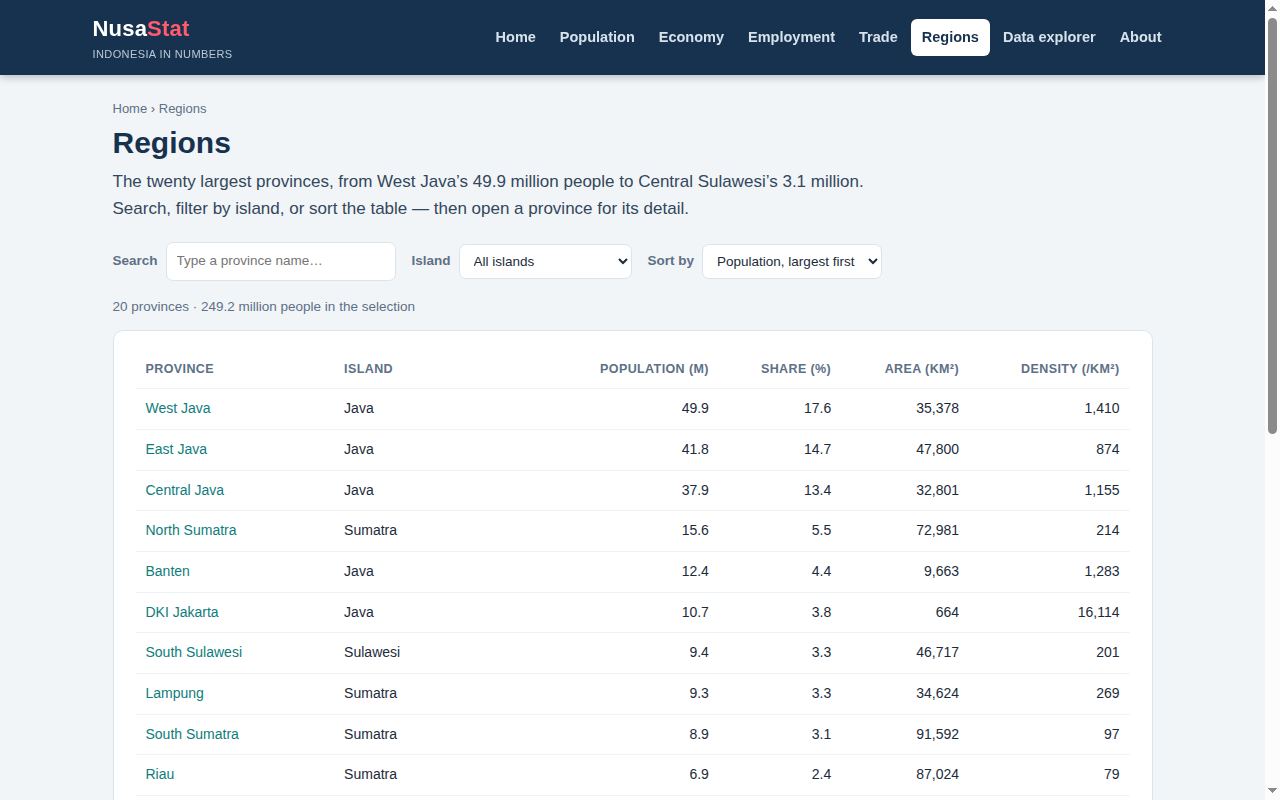 NusaStat
INDONESIA IN NUMBERS
Home Population Economy Employment Trade Regions Data explorer About
Home › Regions
Regions
The twenty largest provinces, from West Java’s 49.9 million people to Central Sulawesi’s 3.1 million.
Search, filter by island, or sort the table — then open a province for its detail.
Search Type a province name… Island All islands Sort by Population, largest first
20 provinces · 249.2 million people in the selection
PROVINCE ISLAND POPULATION (M) SHARE (%) AREA (KM²) DENSITY (/KM²)
West Java Java 49.9 17.6 35,378 1,410
East Java Java 41.8 14.7 47,800 874
Central Java Java 37.9 13.4 32,801 1,155
North Sumatra Sumatra 15.6 5.5 72,981 214
Banten Java 12.4 4.4 9,663 1,283
DKI Jakarta Java 10.7 3.8 664 16,114
South Sulawesi Sulawesi 9.4 3.3 46,717 201
Lampung Sumatra 9.3 3.3 34,624 269
South Sumatra Sumatra 8.9 3.1 91,592 97
Riau Sumatra 6.9 2.4 87,024 79